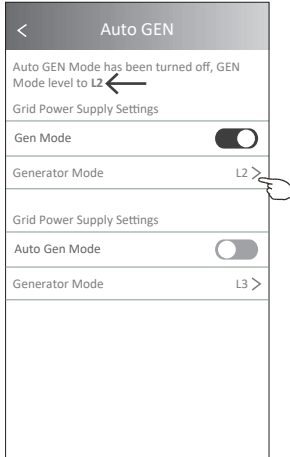 Auto GEN
Auto GEN Mode has been turned off, GEN
Mode level to L2
Grid Power Supply Settings
Gen Mode
Generator Mode L2
Grid Power Supply Settings
Auto Gen Mode
Generator Mode L3